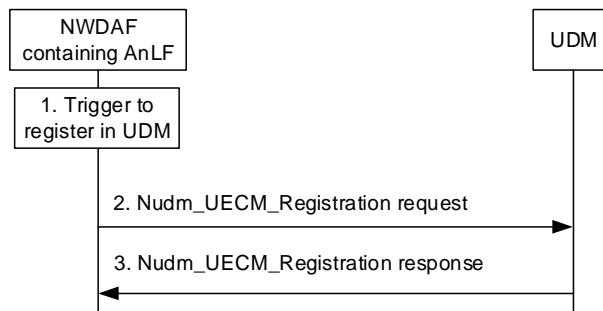 NWDAF
containing AnLF
UDM
1. Trigger to
register in UDM
2. Nudm_UECM_Registration request
3. Nudm_UECM_Registration response